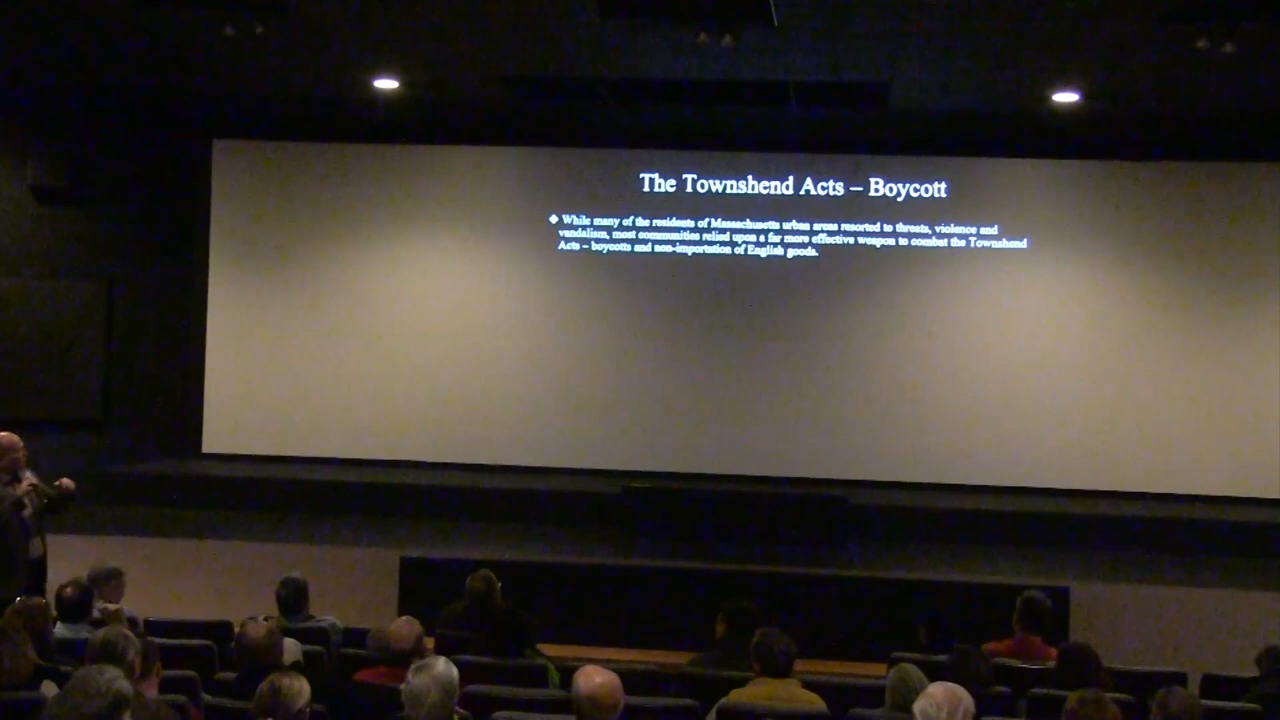 The Townshend Acts – Boycott
❖ While many of the residents of Massachusetts urban areas resorted to threats, violence and
vandalism, most communities relied upon a far more effective weapon to combat the Townshend
Acts – boycotts and non-importation of English goods.